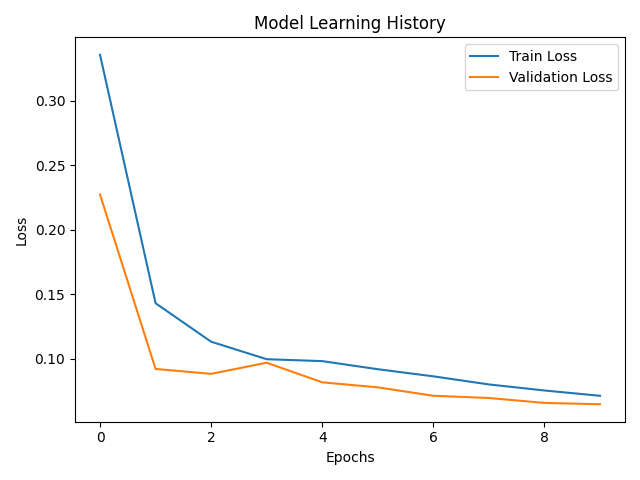 Model Learning History
Train Loss
Validation Loss
0.30
0.25
0.20
0.15
0.10
Loss
0 2 4 6 8
Epochs